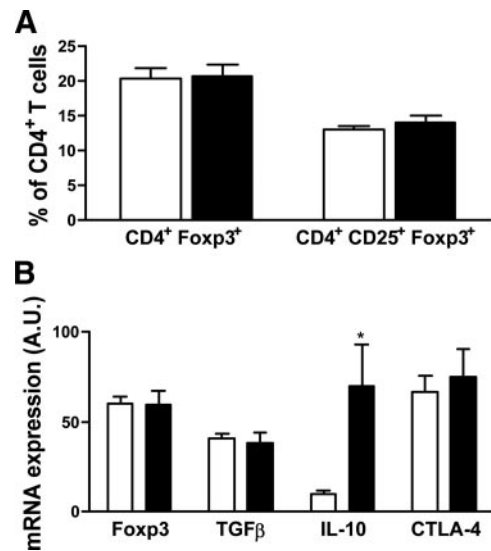 A
% of CD4⁺ T cells
25
20
15
10
5
0
CD4⁺ Foxp3⁺ CD4⁺ CD25⁺ Foxp3⁺
B
mRNA expression (A.U.)
100
50
0
*
Foxp3 TGFβ IL-10 CTLA-4